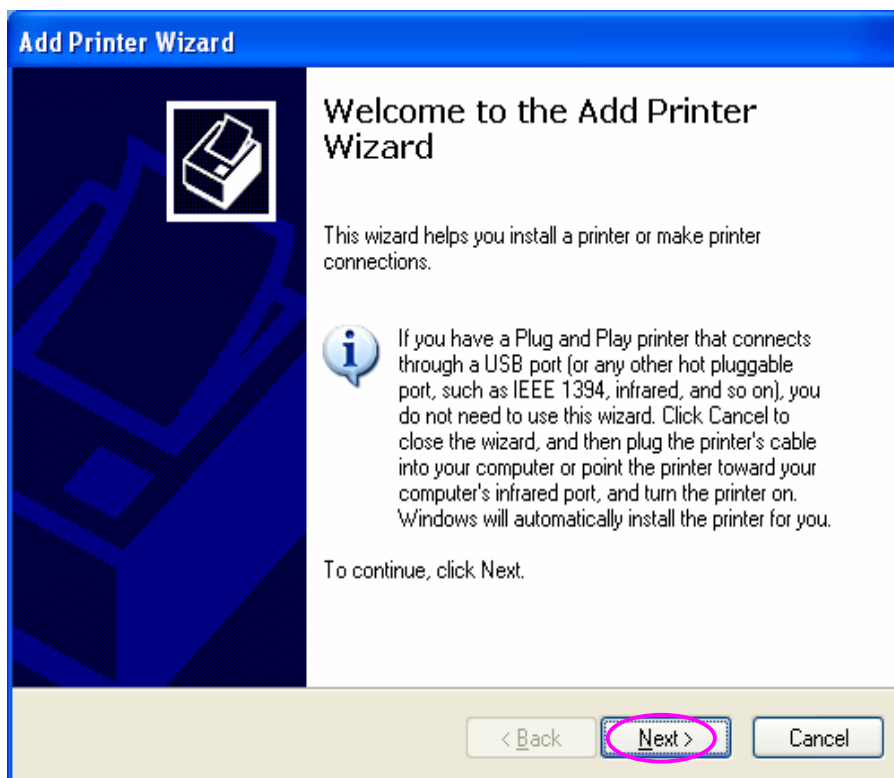 Add Printer Wizard
Welcome to the Add Printer
Wizard
This wizard helps you install a printer or make printer
connections.
If you have a Plug and Play printer that connects
through a USB port (or any other hot pluggable
port, such as IEEE 1394, infrared, and so on), you
do not need to use this wizard. Click Cancel to
close the wizard, and then plug the printer's cable
into your computer or point the printer toward your
computer's infrared port, and turn the printer on.
Windows will automatically install the printer for you.
To continue, click Next.
< Back Next > Cancel